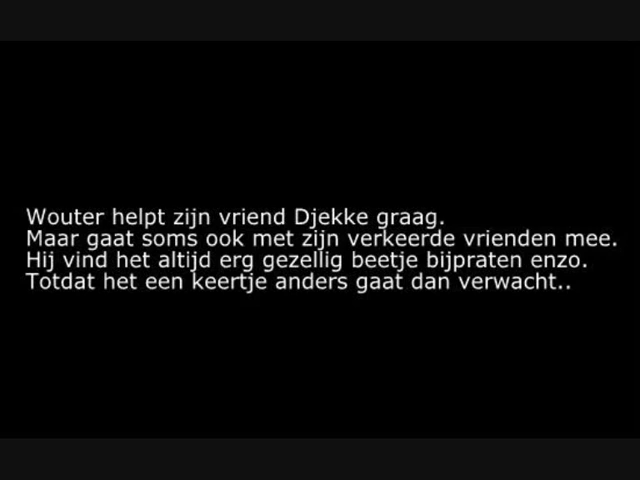 Wouter helpt zijn vriend Djekke graag.
Maar gaat soms ook met zijn verkeerde vrienden mee.
Hij vind het altijd erg gezellig beetje bijpraten enzo.
Totdat het een keertje anders gaat dan verwacht..